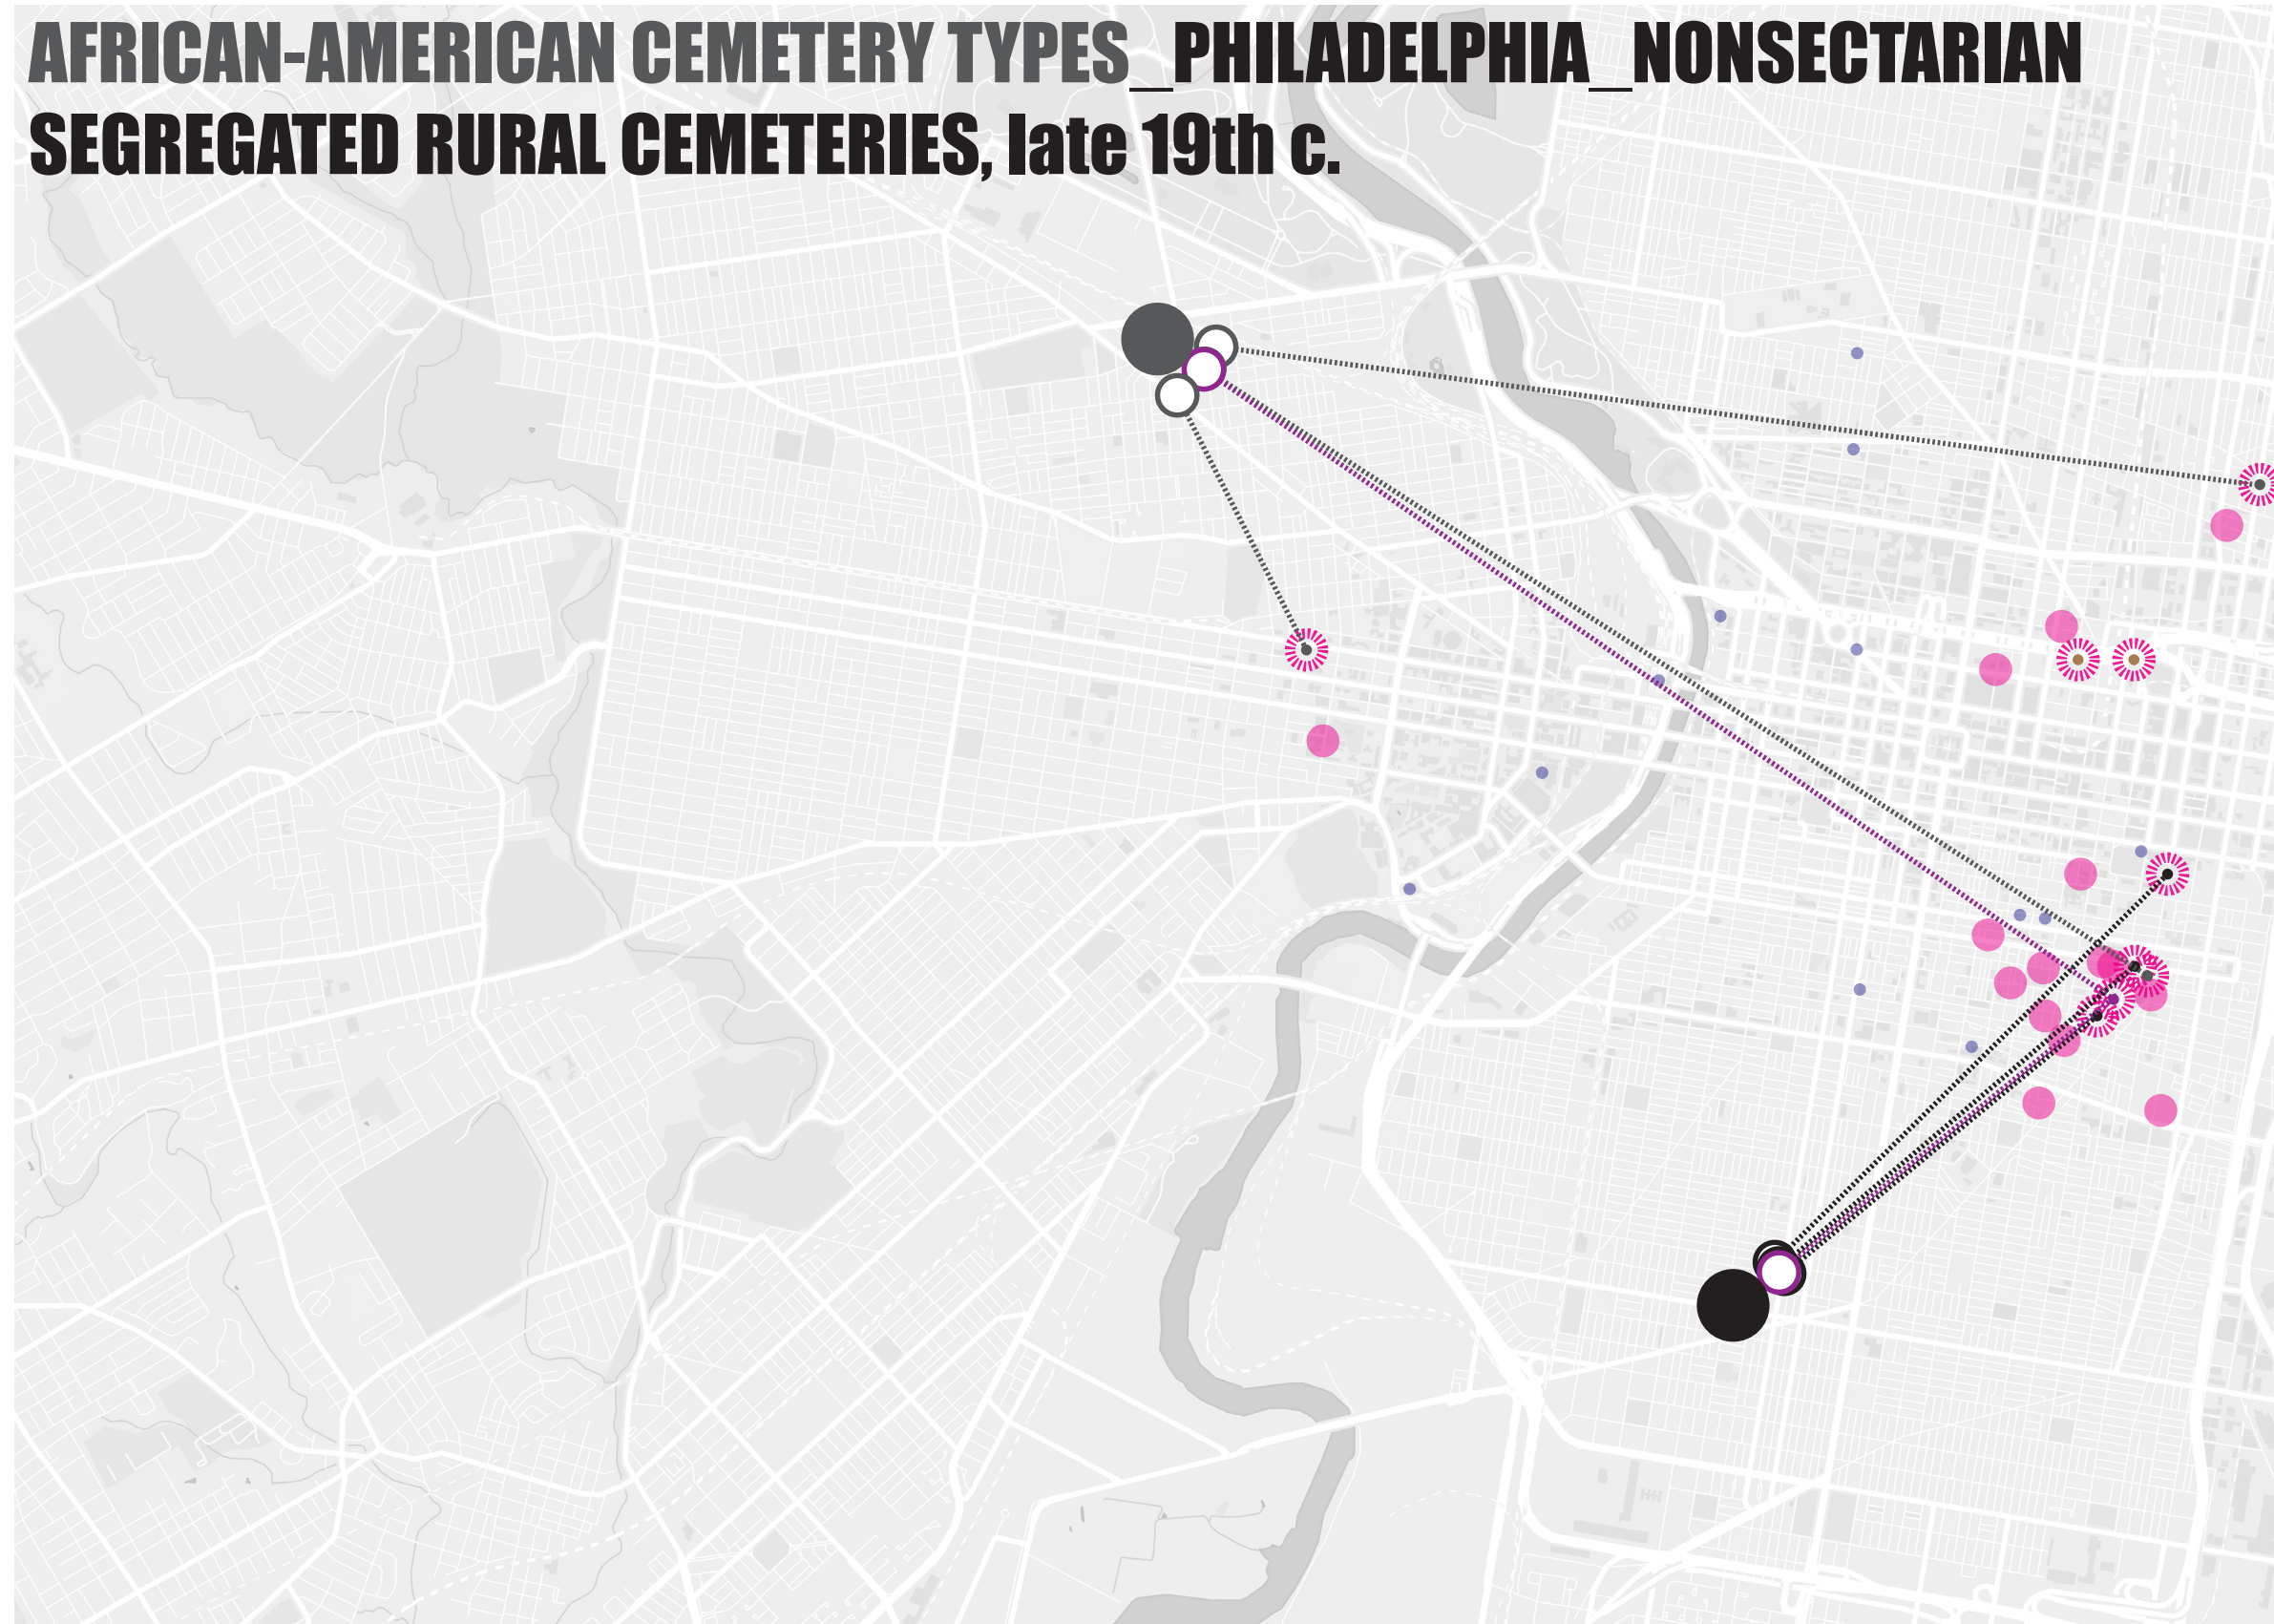 AFRICAN-AMERICAN CEMETERY TYPES_PHILADELPHIA_NONSECTARIAN
SEGREGATED RURAL CEMETERIES, late 19th c.